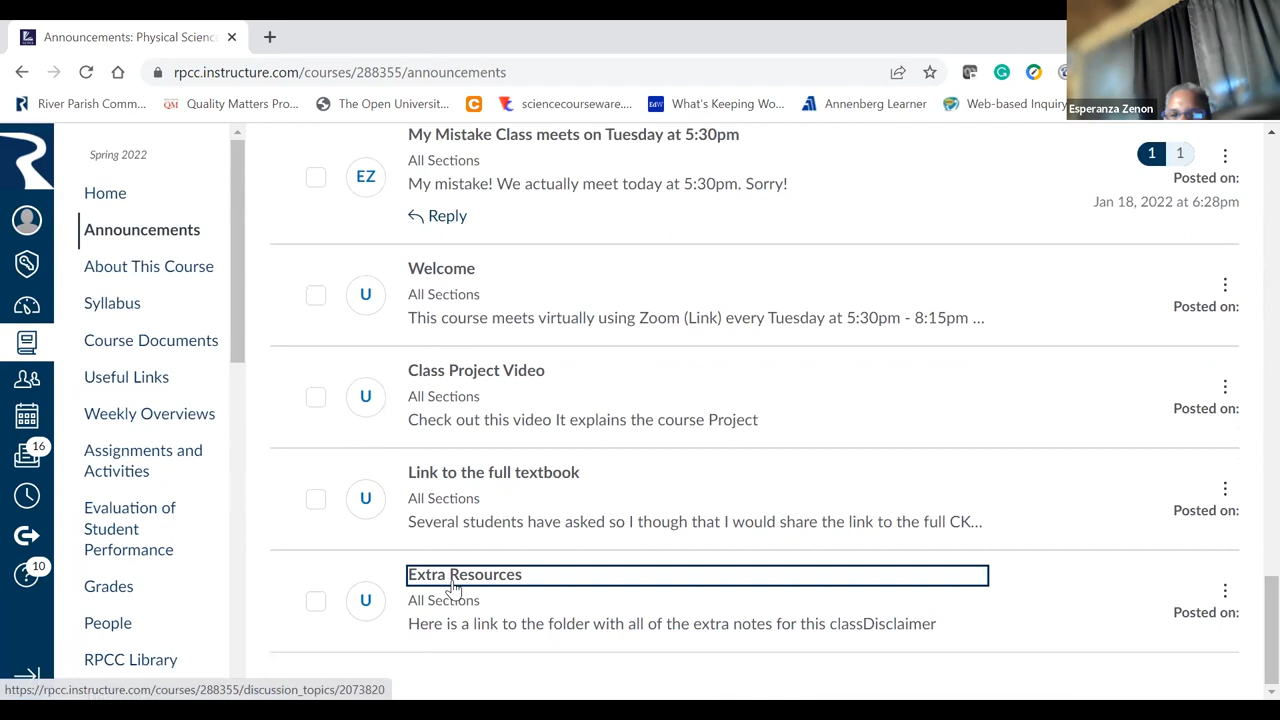 Announcements: Physical Scienc
rpcc.instructure.com/courses/288355/announcements
River Parish Comm...
QM
Quality Matters Pro...
The Open Universit...
C
sciencecourseware....
EdW
What's Keeping Wo...
Annenberg Learner
Web-based Inquiry
Esperanza Zenon
Spring 2022
Home
Announcements
About This Course
Syllabus
Course Documents
Useful Links
Weekly Overviews
Assignments and
Activities
Evaluation of
Student
Performance
Grades
People
RPCC Library
16
10
My Mistake Class meets on Tuesday at 5:30pm
All Sections
EZ
My mistake! We actually meet today at 5:30pm. Sorry!
Reply
1 1
Posted on:
Jan 18, 2022 at 6:28pm
Welcome
All Sections
U
This course meets virtually using Zoom (Link) every Tuesday at 5:30pm - 8:15pm ...
Posted on:
Class Project Video
All Sections
U
Check out this video It explains the course Project
Posted on:
Link to the full textbook
All Sections
U
Several students have asked so I though that I would share the link to the full CK...
Posted on:
Extra Resources
All Sections
U
Here is a link to the folder with all of the extra notes for this classDisclaimer
Posted on:
https://rpcc.instructure.com/courses/288355/discussion_topics/2073820